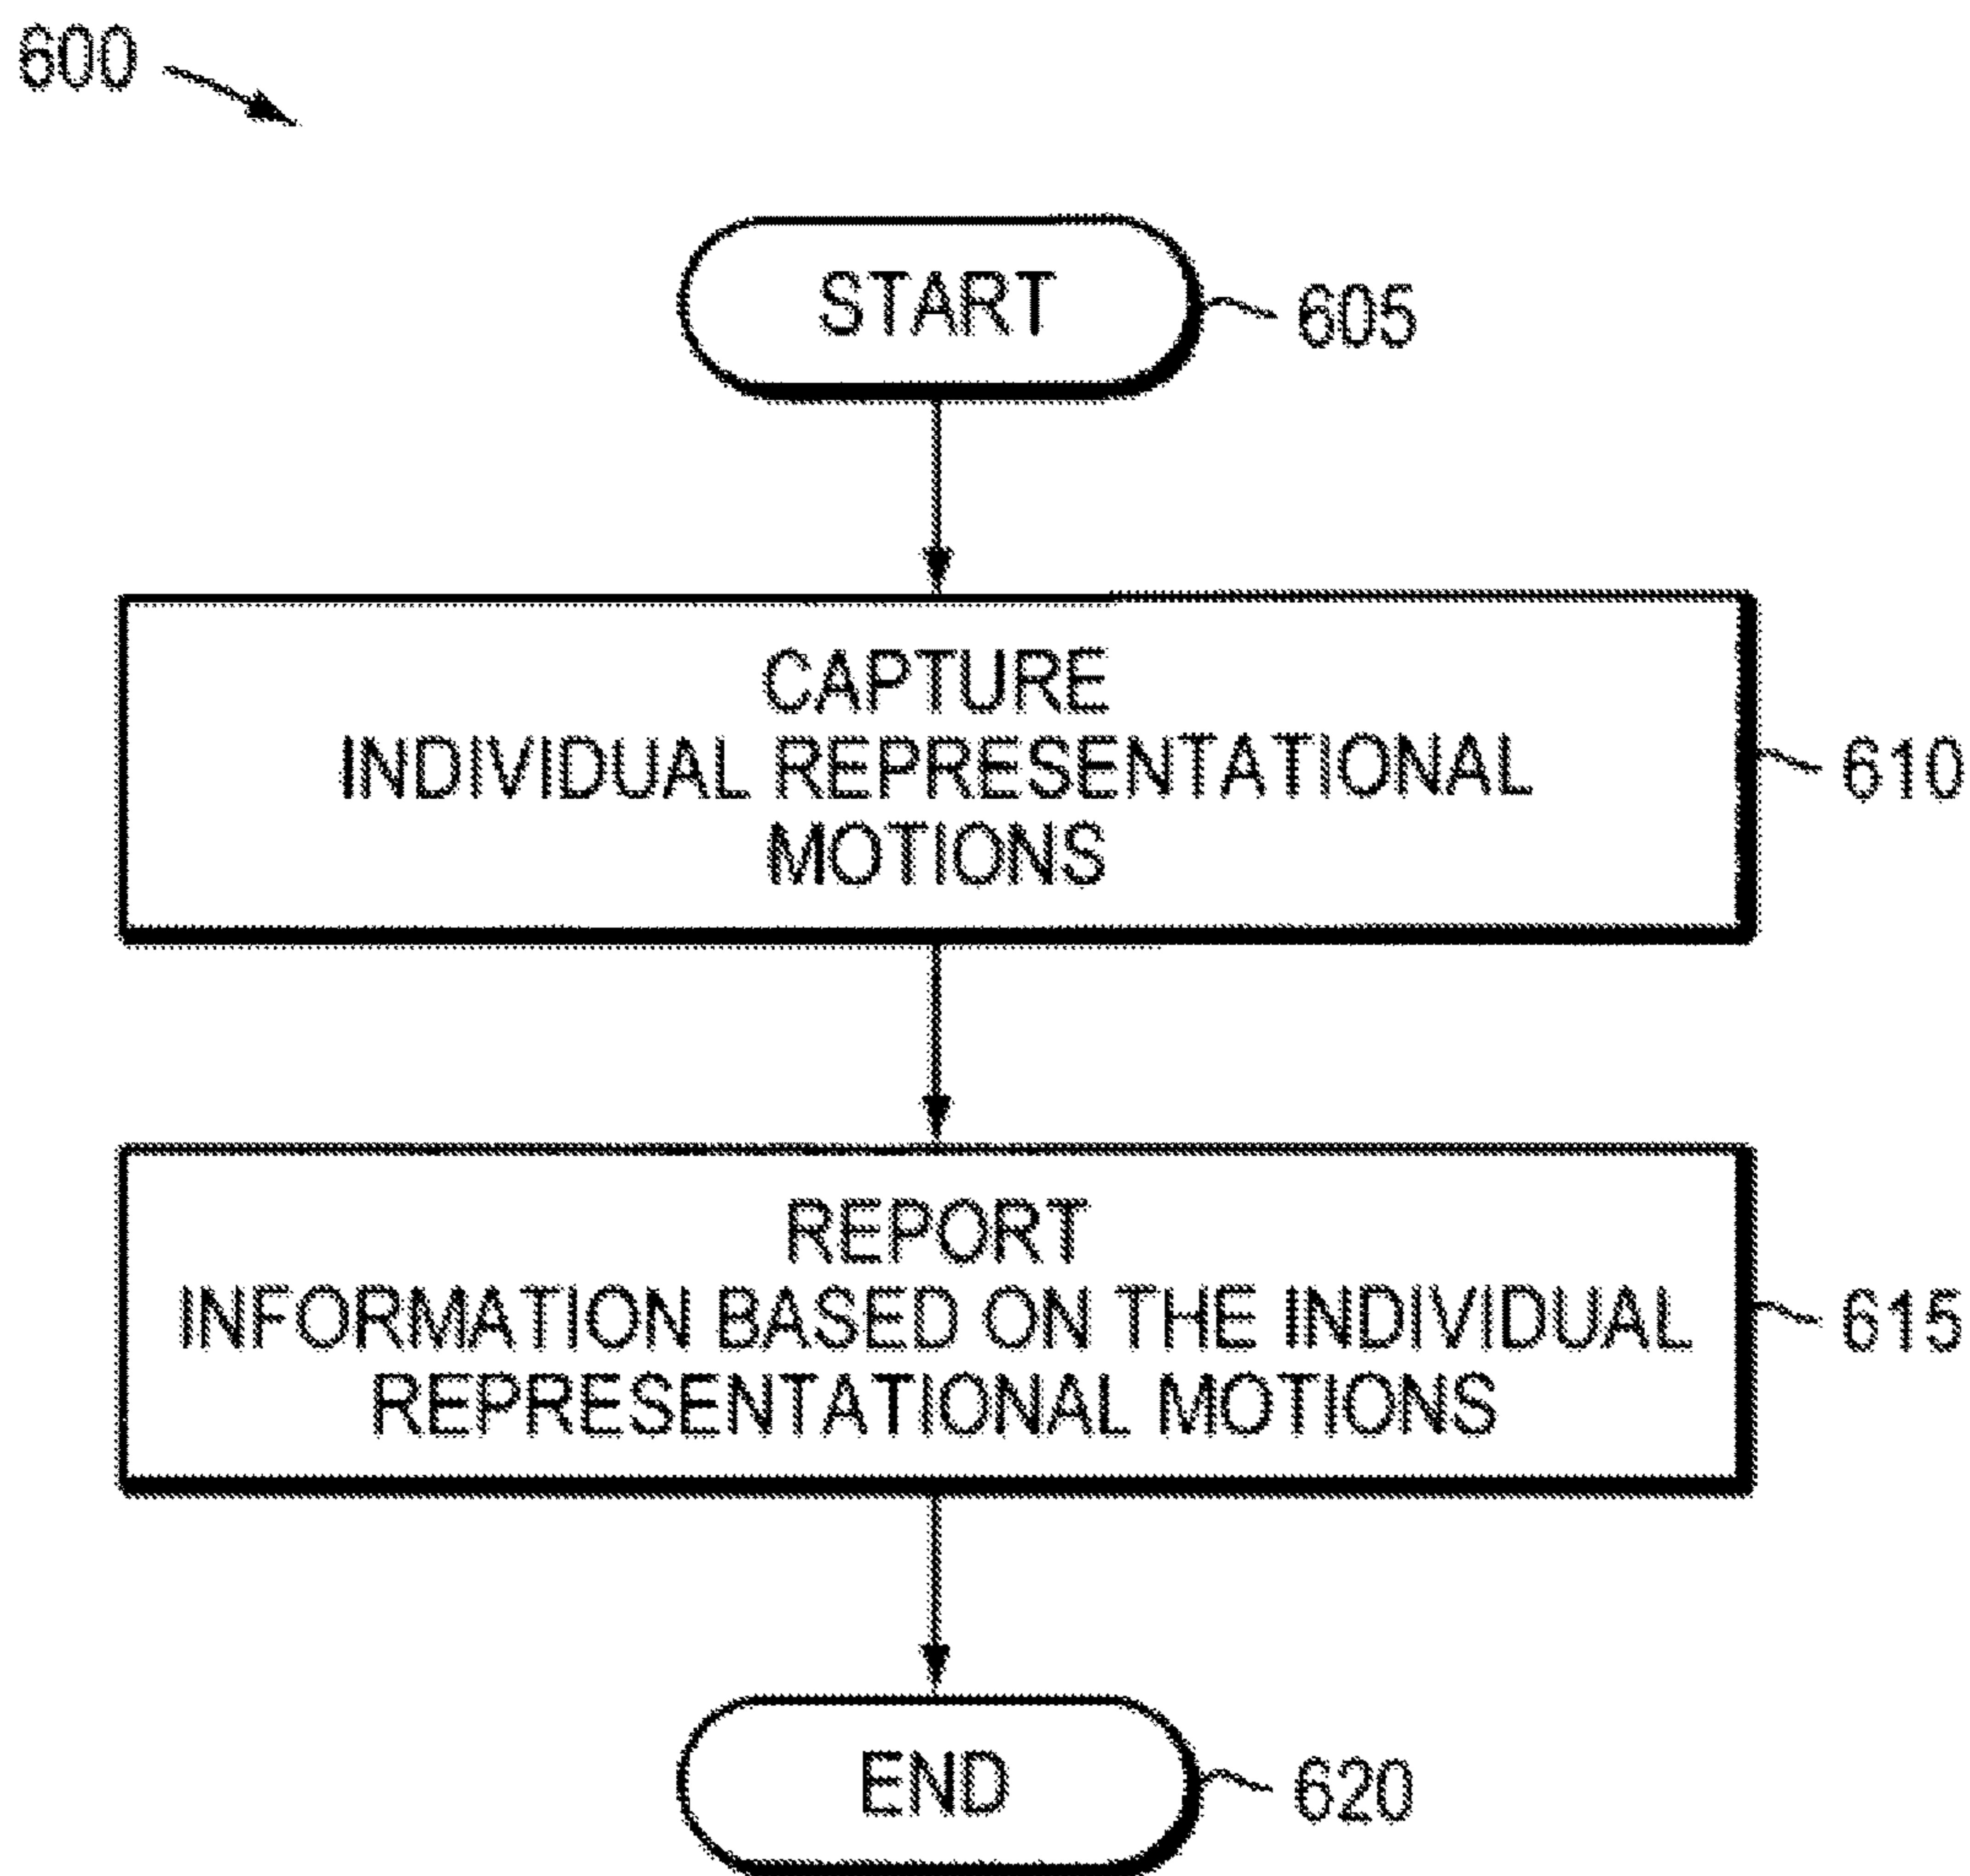 600
START
605
CAPTURE
INDIVIDUAL REPRESENTATIONAL
MOTIONS
610
REPORT
INFORMATION BASED ON THE INDIVIDUAL
REPRESENTATIONAL MOTIONS
615
END
620